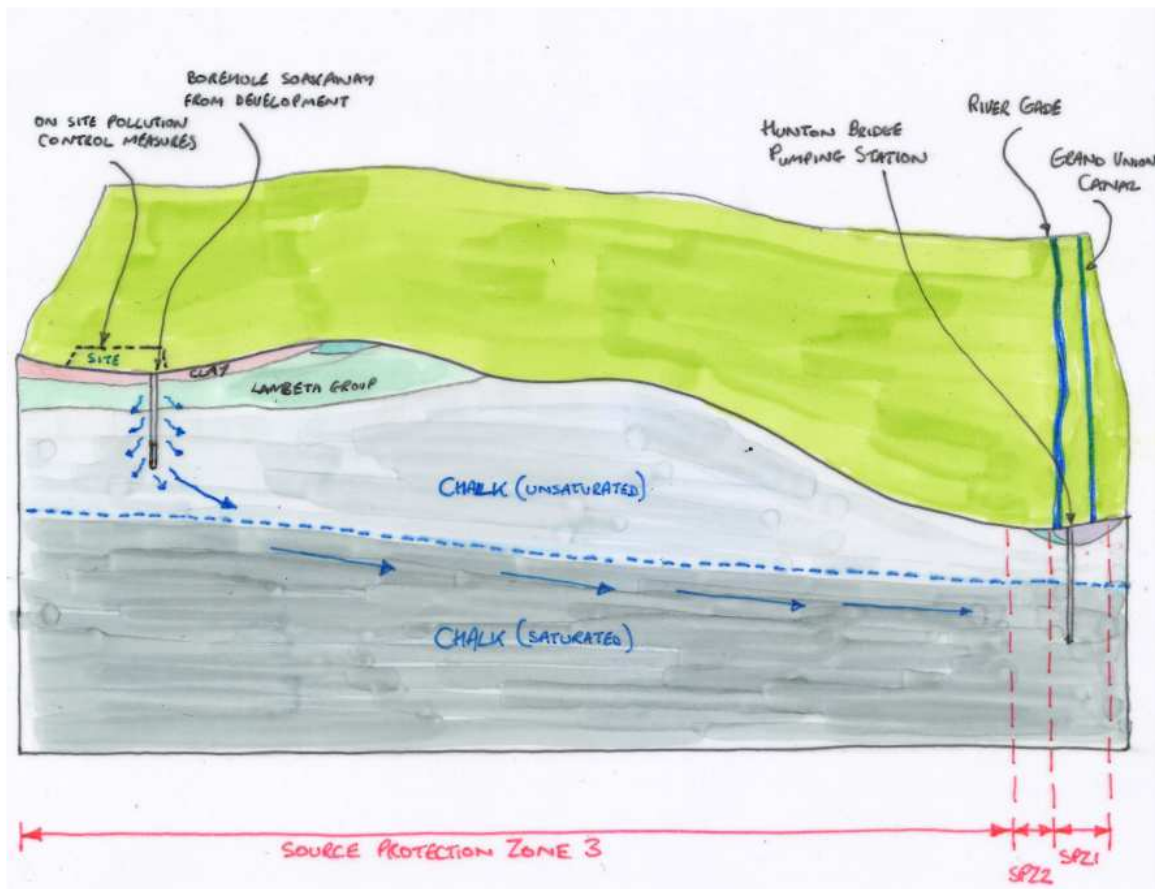 BOREHOLE SOAKAWAY
FROM DEVELOPMENT
ON SITE POLLUTION
CONTROL MEASURES
RIVER GADE
HUNTON BRIDGE
PUMPING STATION
GRAND UNION
CANAL
SITE
CLAY
LAMBETH GROUP
CHALK (UNSATURATED)
CHALK (SATURATED)
SOURCE PROTECTION ZONE 3
SPZ2
SPZ1